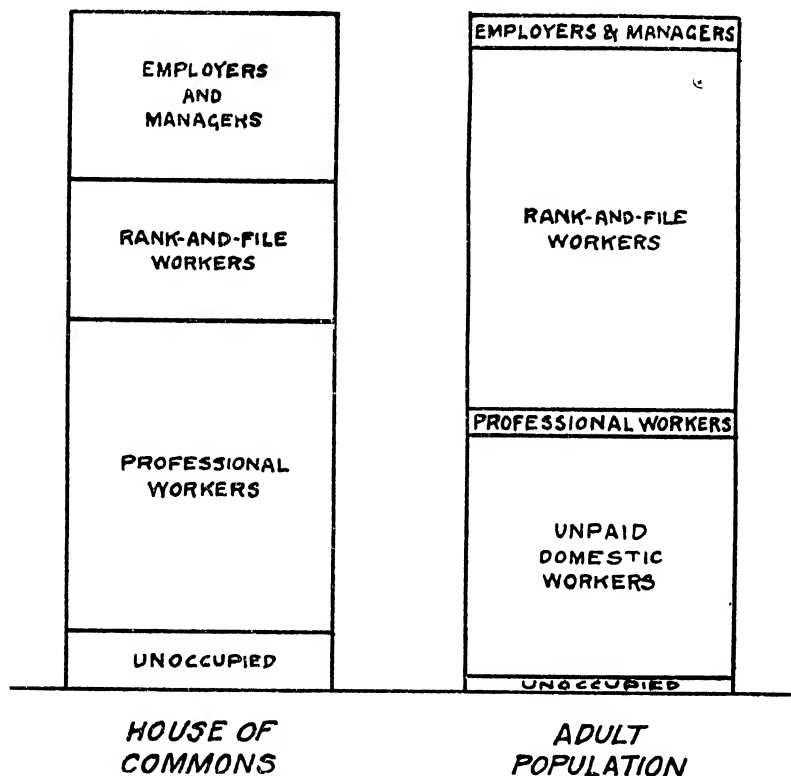 EMPLOYERS
AND
MANAGERS
RANK-AND-FILE
WORKERS
PROFESSIONAL
WORKERS
UNOCCUPIED
HOUSE OF
COMMONS
EMPLOYERS & MANAGERS
RANK-AND-FILE
WORKERS
PROFESSIONAL WORKERS
UNPAID
DOMESTIC
WORKERS
UNOCCUPIED
ADULT
POPULATION